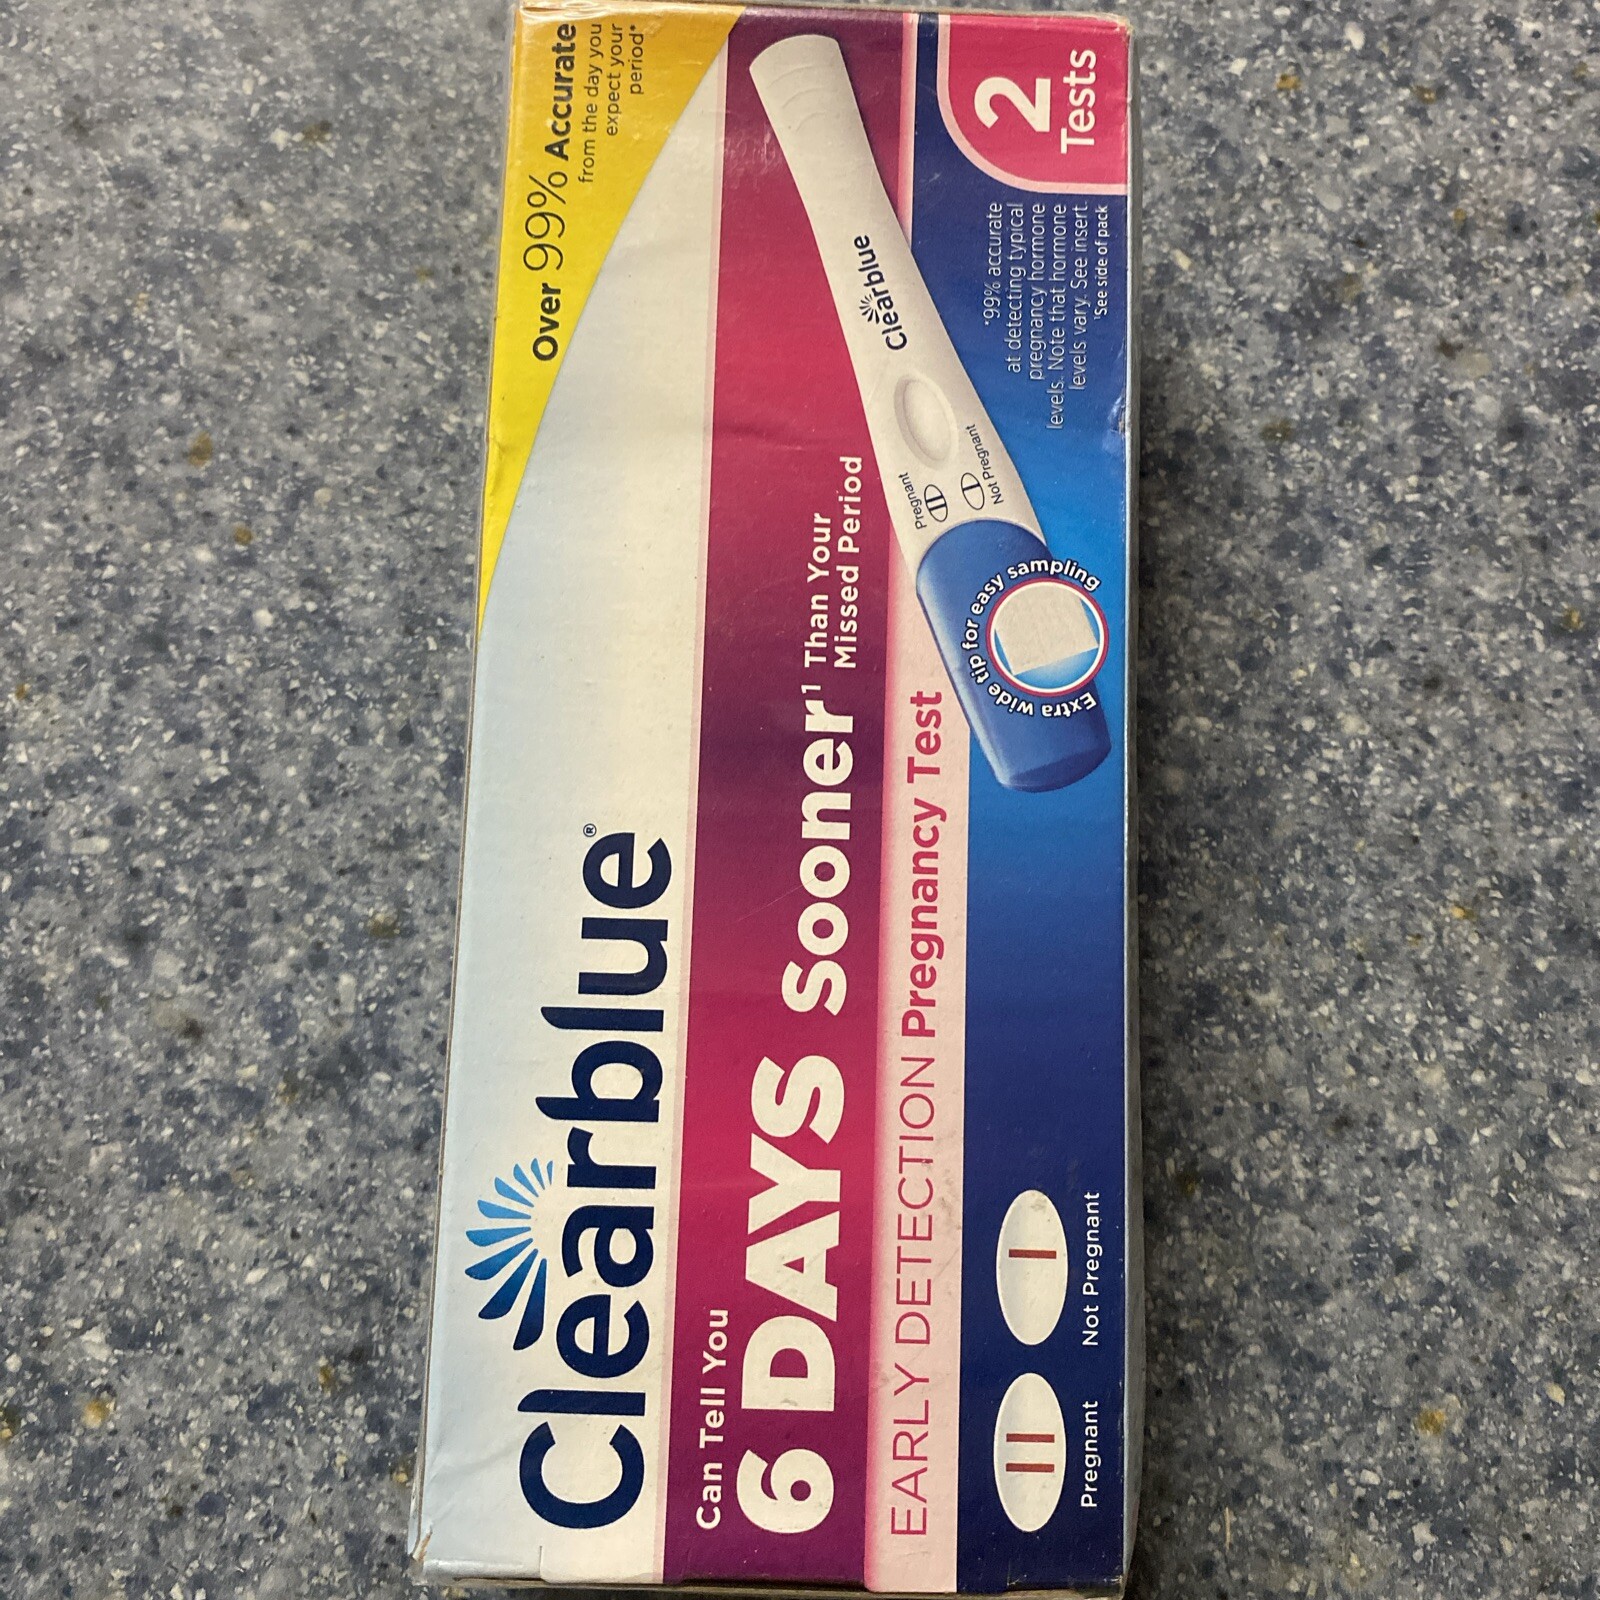 Over 99% Accurate
from the day you
expect your
period*
Clearblue®
Can Tell You
6 DAYS Sooner¹ Than Your
Missed Period
EARLY DETECTION Pregnancy Test
Clearblue
Pregnant
Not Pregnant
Extra wide tip for easy sampling
Pregnant
Not Pregnant
*99% accurate
at detecting typical
pregnancy hormone
levels. Note that hormone
levels vary. See insert.
¹See side of pack
2
Tests